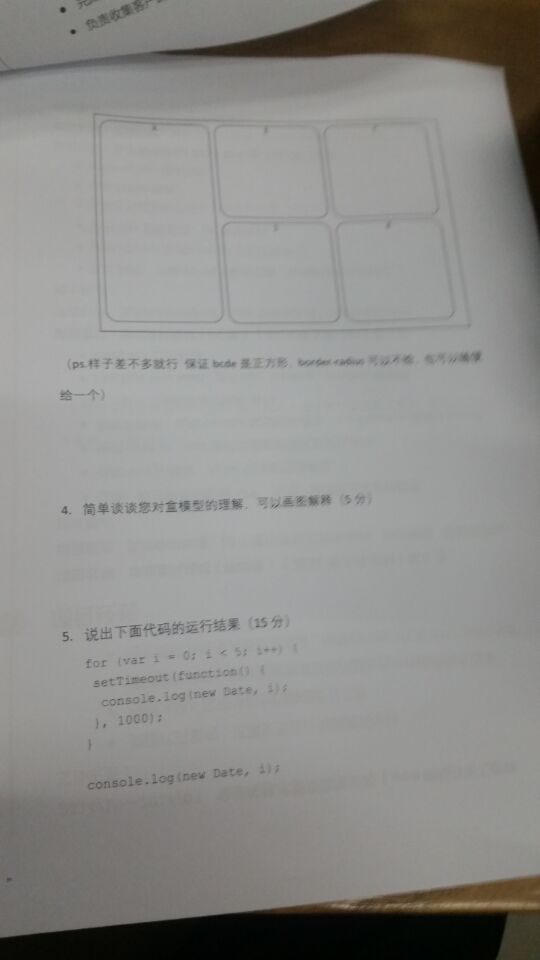 负责收集客户
(ps.样子差不多就行 保证 bcde 是正方形，border-radius 可以不给，也可以随便
给一个)
4. 简单谈谈您对盒模型的理解，可以画图解释（5 分）
5. 说出下面代码的运行结果（15 分）
for (var i = 0; i < 5; i++) {
setTimeout(function() {
console.log(new Date, i);
}, 1000);
}
console.log(new Date, i);